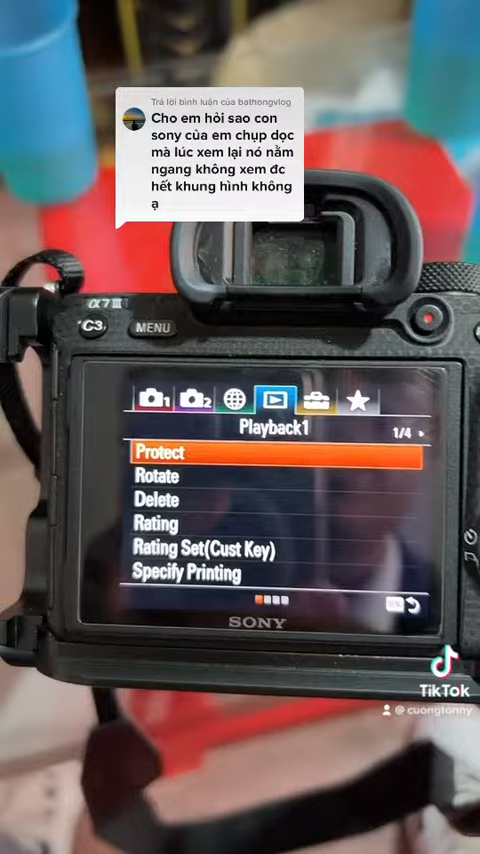 Trả lời bình luận của bathongvlog
Cho em hỏi sao con
sony của em chụp dọc
mà lúc xem lại nó nằm
ngang không xem đc
hết khung hình không
ạ
α7III
C3
MENU
1
2
Playback1
1/4
Protect
Rotate
Delete
Rating
Rating Set(Cust Key)
Specify Printing
SONY
TikTok
@cuongtonny